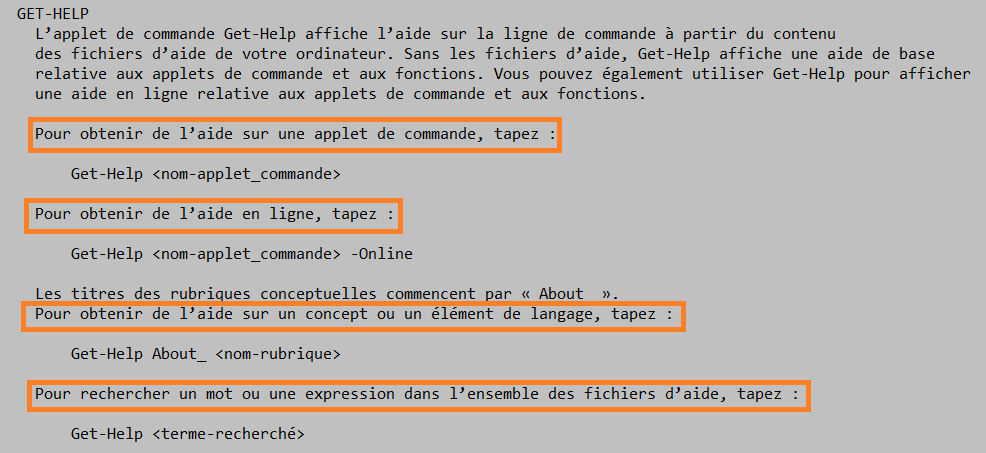 GET-HELP
L’applet de commande Get-Help affiche l’aide sur la ligne de commande à partir du contenu
des fichiers d’aide de votre ordinateur. Sans les fichiers d’aide, Get-Help affiche une aide de base
relative aux applets de commande et aux fonctions. Vous pouvez également utiliser Get-Help pour afficher
une aide en ligne relative aux applets de commande et aux fonctions.
Pour obtenir de l’aide sur une applet de commande, tapez :
Get-Help <nom-applet_commande>
Pour obtenir de l’aide en ligne, tapez :
Get-Help <nom-applet_commande> -Online
Les titres des rubriques conceptuelles commencent par « About  ».
Pour obtenir de l’aide sur un concept ou un élément de langage, tapez :
Get-Help About_ <nom-rubrique>
Pour rechercher un mot ou une expression dans l’ensemble des fichiers d’aide, tapez :
Get-Help <terme-recherché>